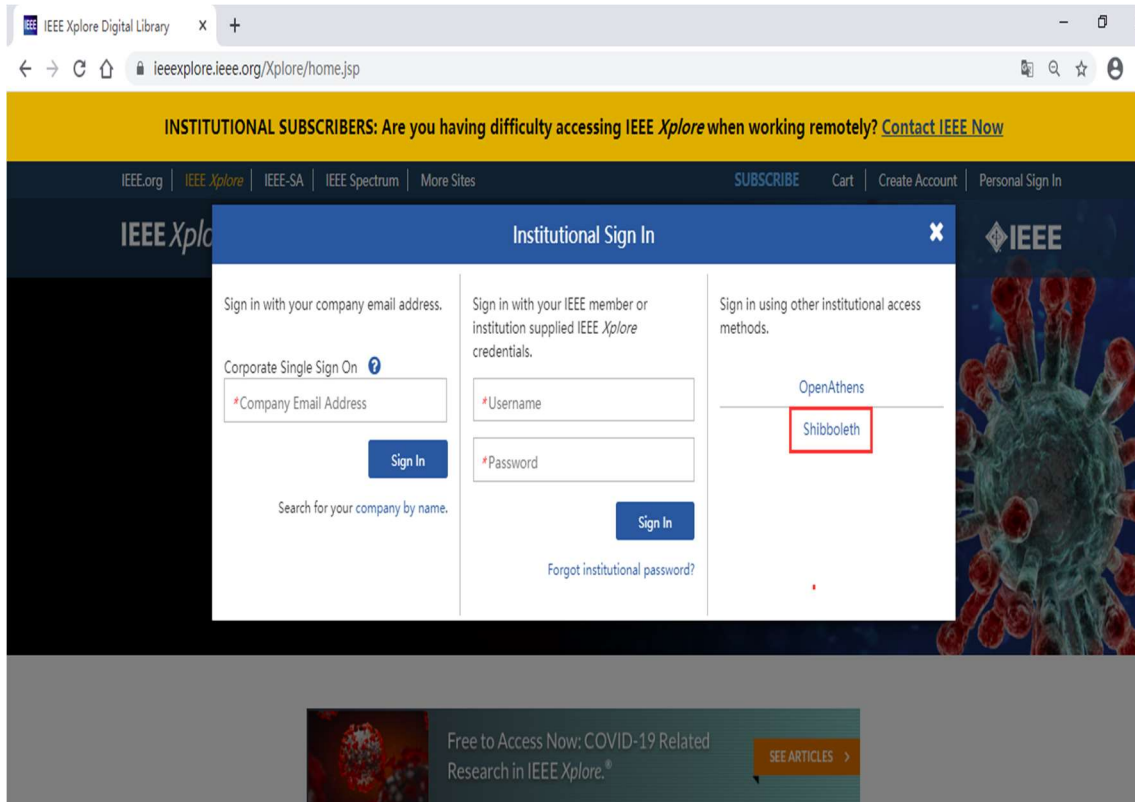 IEEE Xplore Digital Library
ieeexplore.ieee.org/Xplore/home.jsp
INSTITUTIONAL SUBSCRIBERS: Are you having difficulty accessing IEEE Xplore when working remotely? Contact IEEE Now
IEEE.org | IEEE Xplore | IEEE-SA | IEEE Spectrum | More Sites
SUBSCRIBE Cart | Create Account | Personal Sign In
IEEE Xplo
IEEE
Institutional Sign In
Sign in with your company email address.
Corporate Single Sign On ?
*Company Email Address
Sign In
Search for your company by name.
Sign in with your IEEE member or
institution supplied IEEE Xplore
credentials.
*Username
*Password
Sign In
Forgot institutional password?
Sign in using other institutional access
methods.
OpenAthens
Shibboleth
Free to Access Now: COVID-19 Related
Research in IEEE Xplore.®
SEE ARTICLES >